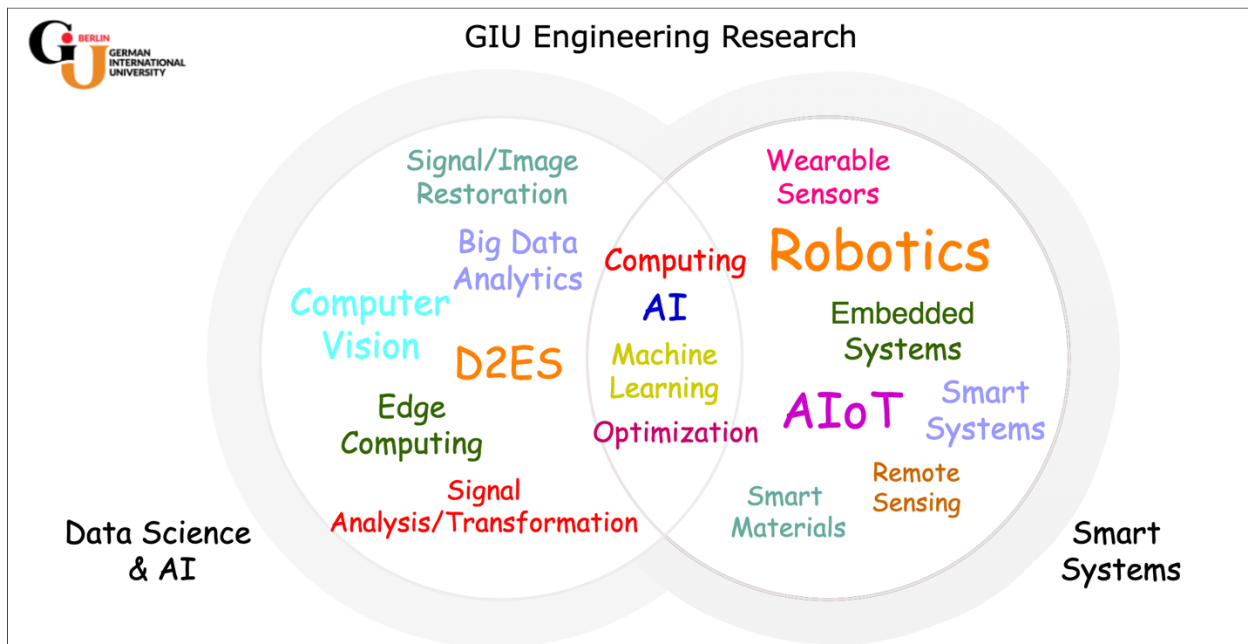 GIU
BERLIN
GERMAN
INTERNATIONAL
UNIVERSITY
GIU Engineering Research
Signal/Image
Restoration
Big Data
Analytics
Computer
Vision
D2ES
Edge
Computing
Signal
Analysis/Transformation
Data Science
& AI
Computing
AI
Machine
Learning
Optimization
Wearable
Sensors
Robotics
Embedded
Systems
AIoT
Smart
Systems
Remote
Sensing
Smart
Materials
Smart
Systems